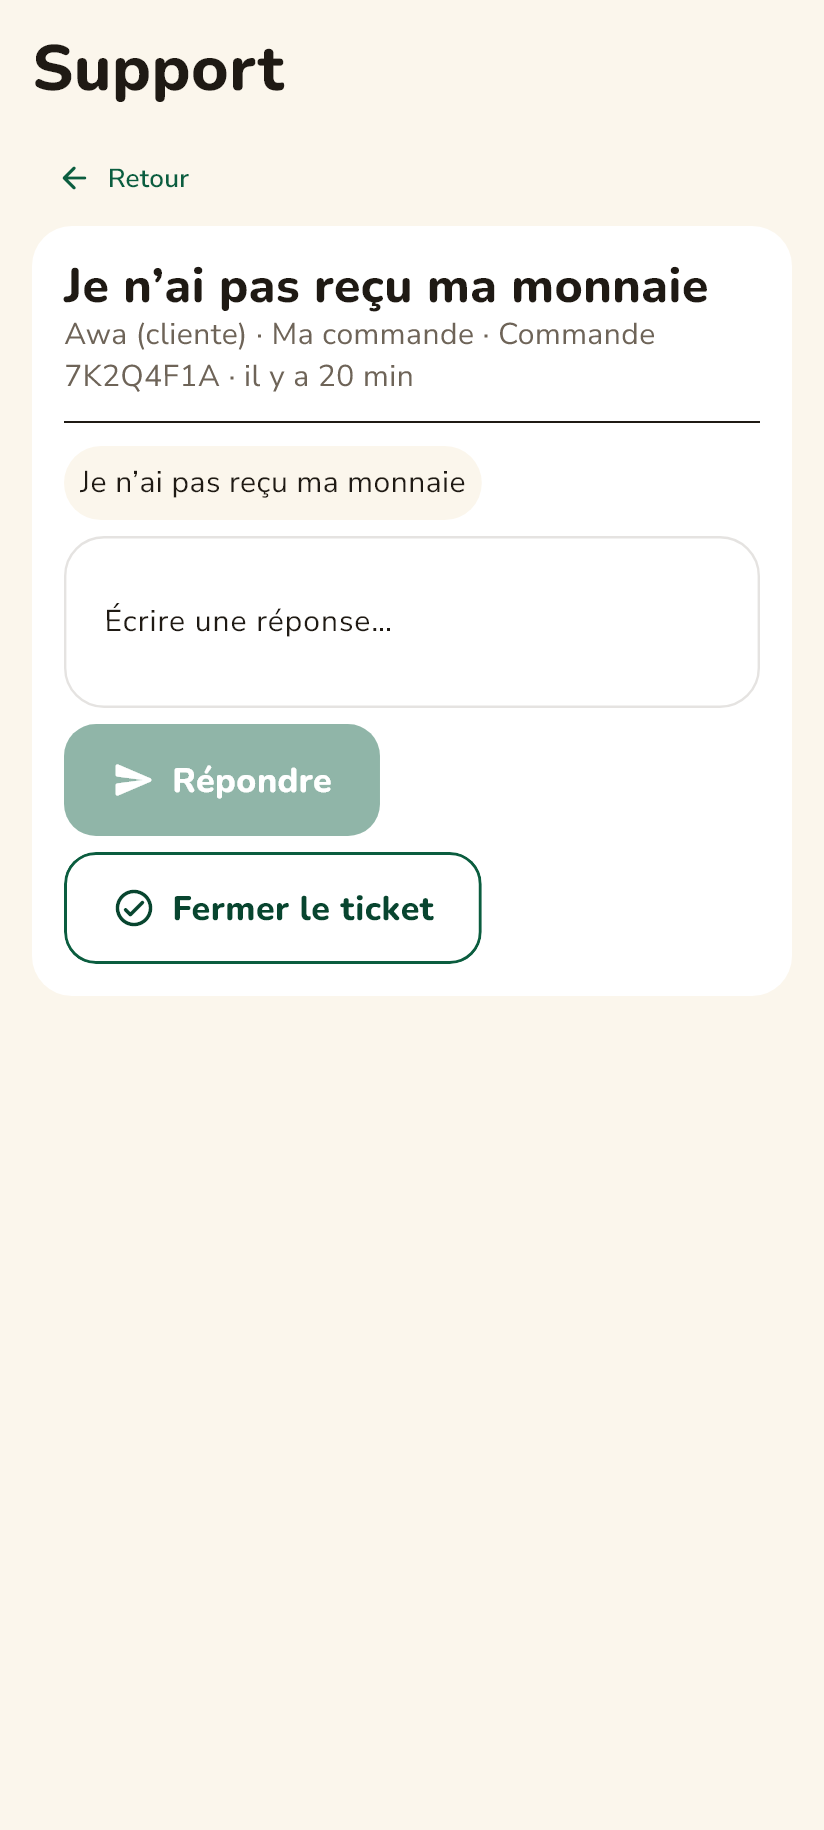 Support
Retour
Je n’ai pas reçu ma monnaie
Awa (cliente) · Ma commande · Commande
7K2Q4F1A · il y a 20 min
Je n’ai pas reçu ma monnaie
Écrire une réponse…
Répondre
Fermer le ticket